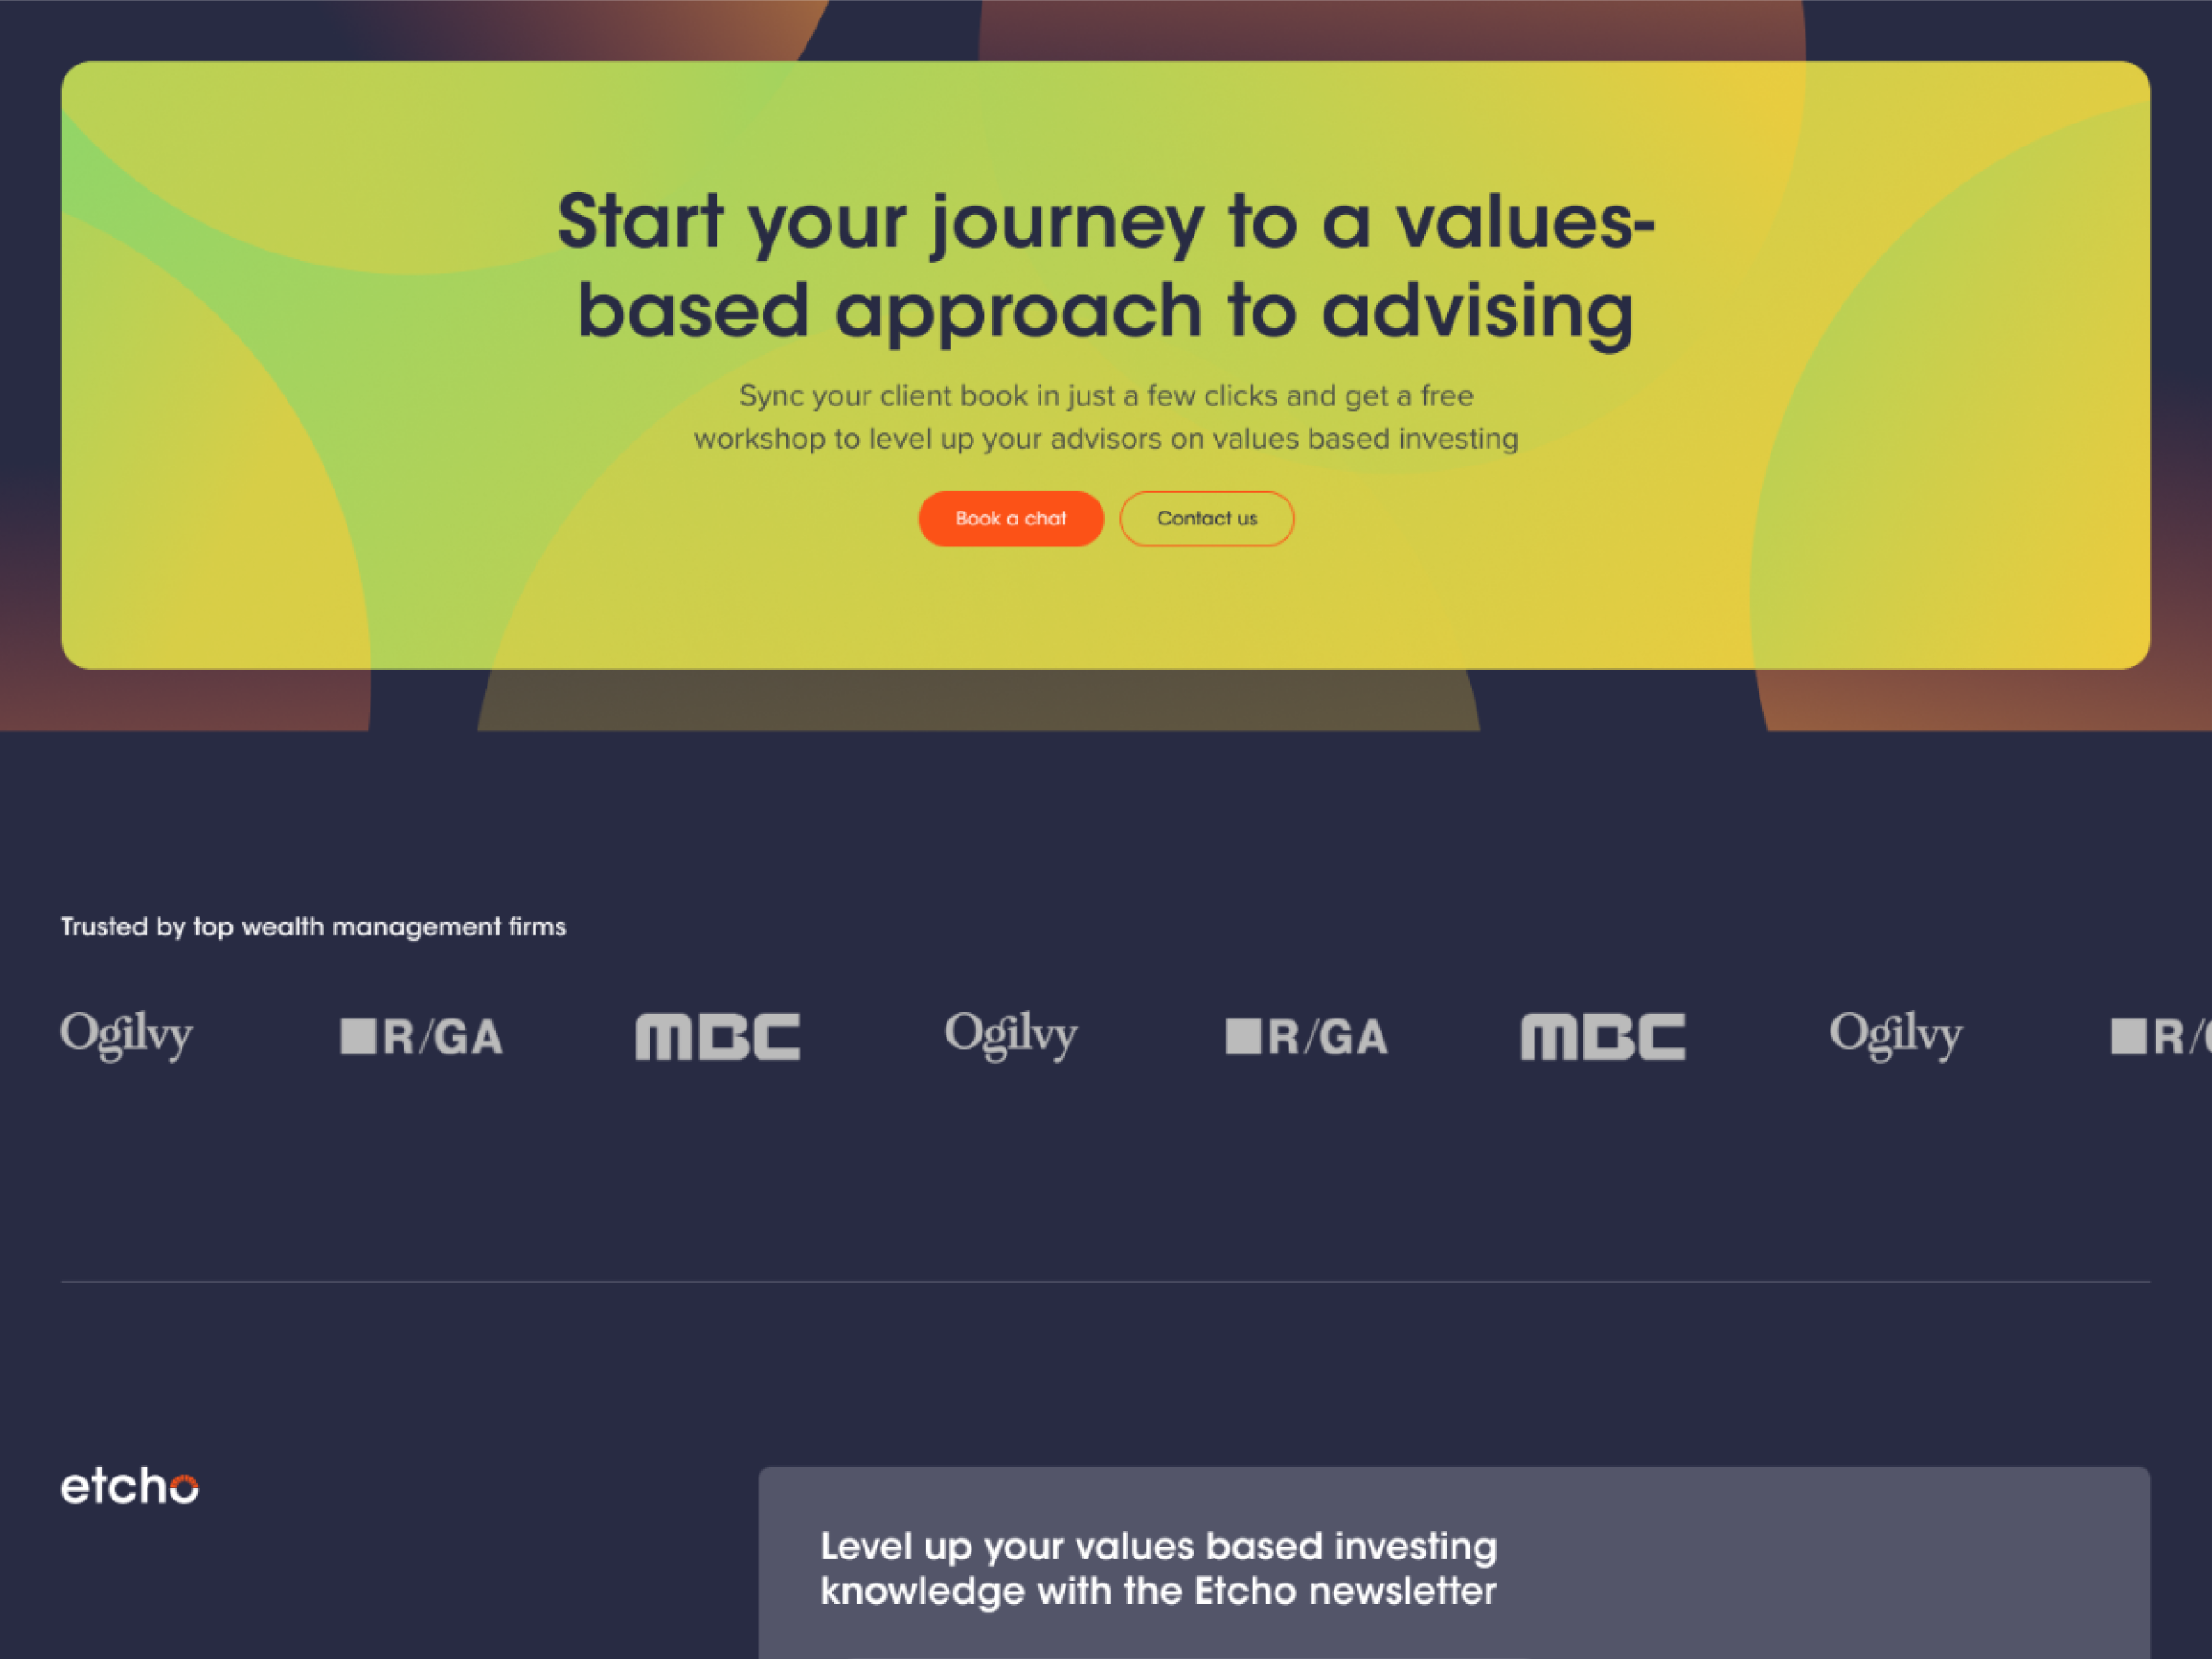 Start your journey to a values-
based approach to advising
Sync your client book in just a few clicks and get a free
workshop to level up your advisors on values based investing
Book a chat Contact us
Trusted by top wealth management firms
Ogilvy R/GA MBC Ogilvy R/GA MBC Ogilvy R/
etcho
Level up your values based investing
knowledge with the Etcho newsletter